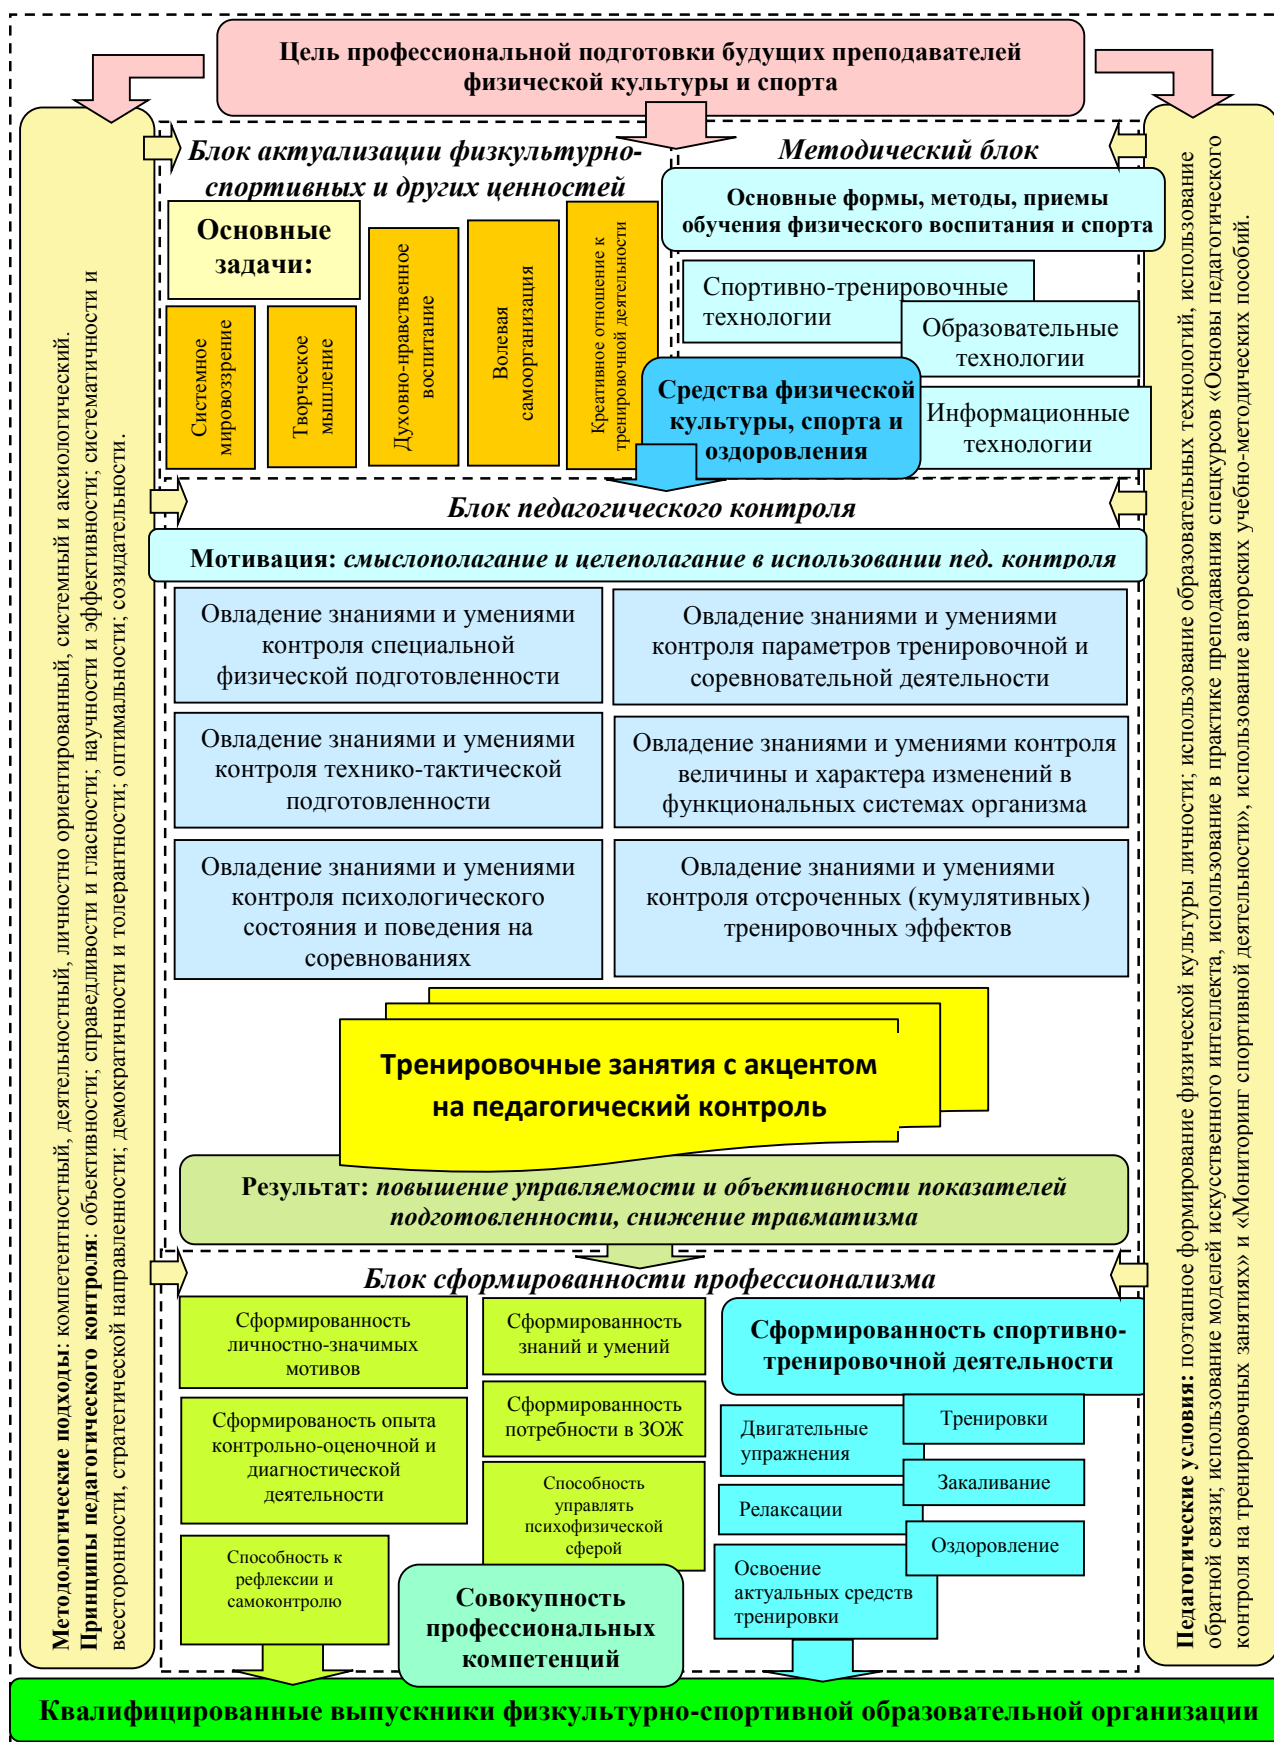 Цель профессиональной подготовки будущих преподавателей
физической культуры и спорта
Методологические подходы: компетентностный, деятельностный, личностно ориентированный, системный и аксиологический.
Принципы педагогического контроля: объективности; справедливости и гласности; научности и эффективности; систематичности и
всесторонности, стратегической направленности; демократичности и толерантности; оптимальности; созидательности.
Блок актуализации физкультурно-
спортивных и других ценностей
Основные
задачи:
Системное
мировоззрение
Творческое
мышление
Духовно-нравственное
воспитание
Волевая
самоорганизация
Креативное отношение к
тренировочной деятельности
Методический блок
Основные формы, методы, приемы
обучения физического воспитания и спорта
Спортивно-тренировочные
технологии
Образовательные
технологии
Информационные
технологии
Средства физической
культуры, спорта и
оздоровления
Блок педагогического контроля
Мотивация: смыслополагание и целеполагание в использовании пед. контроля
Овладение знаниями и умениями
контроля специальной
физической подготовленности
Овладение знаниями и умениями
контроля параметров тренировочной и
соревновательной деятельности
Овладение знаниями и умениями
контроля технико-тактической
подготовленности
Овладение знаниями и умениями контроля
величины и характера изменений в
функциональных системах организма
Овладение знаниями и умениями
контроля психологического
состояния и поведения на
соревнованиях
Овладение знаниями и умениями
контроля отсроченных (кумулятивных)
тренировочных эффектов
Тренировочные занятия с акцентом
на педагогический контроль
Результат: повышение управляемости и объективности показателей
подготовленности, снижение травматизма
Блок сформированности профессионализма
Сформированность
личностно-значимых
мотивов
Сформированость опыта
контрольно-оценочной и
диагностической
деятельности
Способность к
рефлексии и
самоконтролю
Сформированность
знаний и умений
Сформированность
потребности в ЗОЖ
Способность
управлять
психофизической
сферой
Совокупность
профессиональных
компетенций
Сформированность спортивно-
тренировочной деятельности
Двигательные
упражнения
Тренировки
Релаксации
Закаливание
Освоение
актуальных средств
тренировки
Оздоровление
Педагогические условия: поэтапное формирование физической культуры личности; использование образовательных технологий, использование
обратной связи; использование моделей искусственного интеллекта, использование в практике преподавания спецкурсов «Основы педагогического
контроля на тренировочных занятиях» и «Мониторинг спортивной деятельности», использование авторских учебно-методических пособий.
Квалифицированные выпускники физкультурно-спортивной образовательной организации